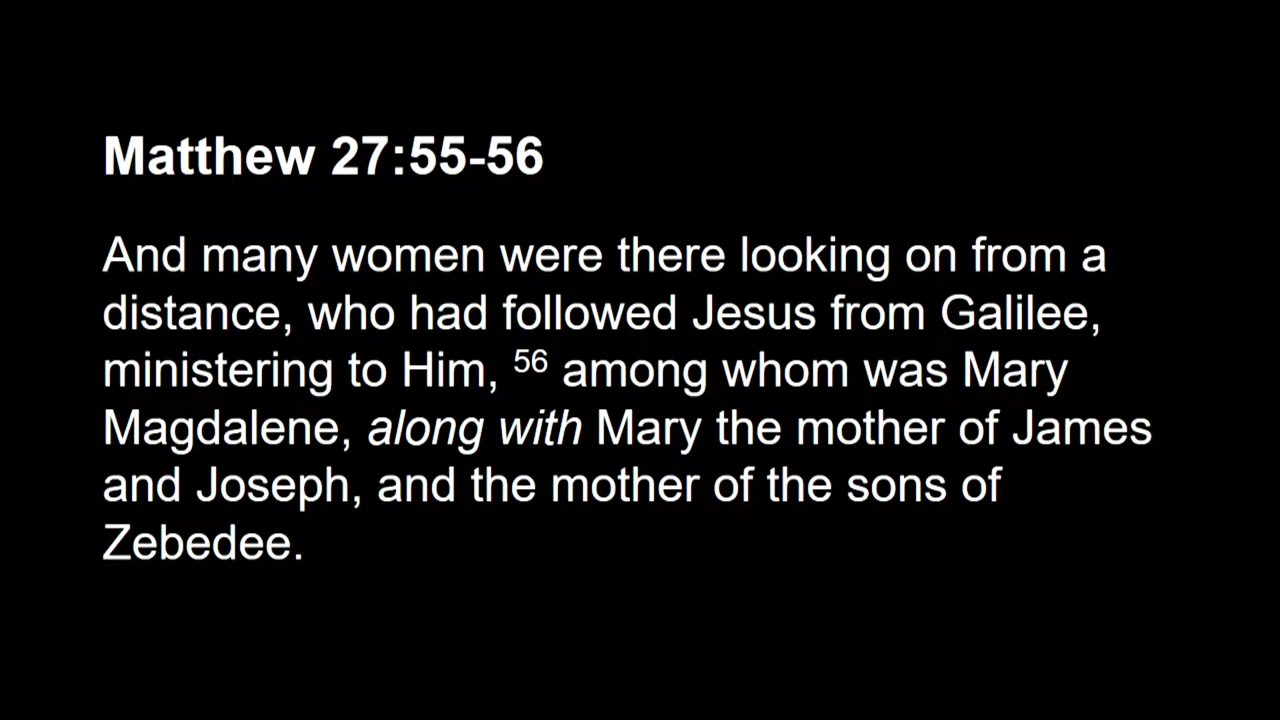 Matthew 27:55-56
And many women were there looking on from a
distance, who had followed Jesus from Galilee,
ministering to Him, 56 among whom was Mary
Magdalene, along with Mary the mother of James
and Joseph, and the mother of the sons of
Zebedee.